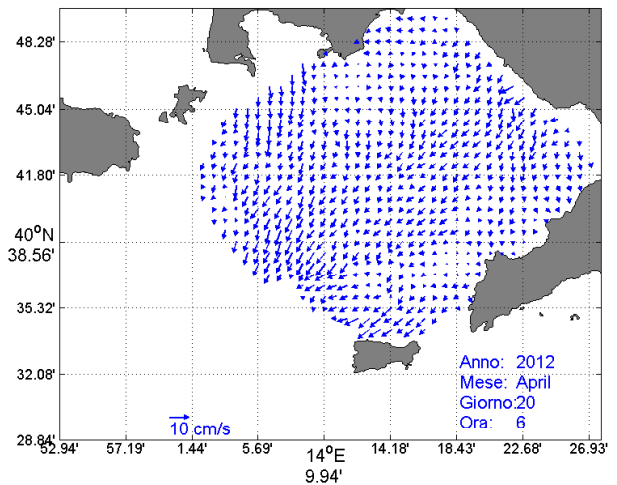 48.28'
45.04'
41.80'
40°N
38.56'
35.32'
32.08'
28.84'
Anno: 2012
Mese: April
Giorno:20
Ora: 6
10 cm/s
52.94' 57.19' 1.44' 5.69' 14°E 14.18' 18.43' 22.68' 26.93'
9.94'